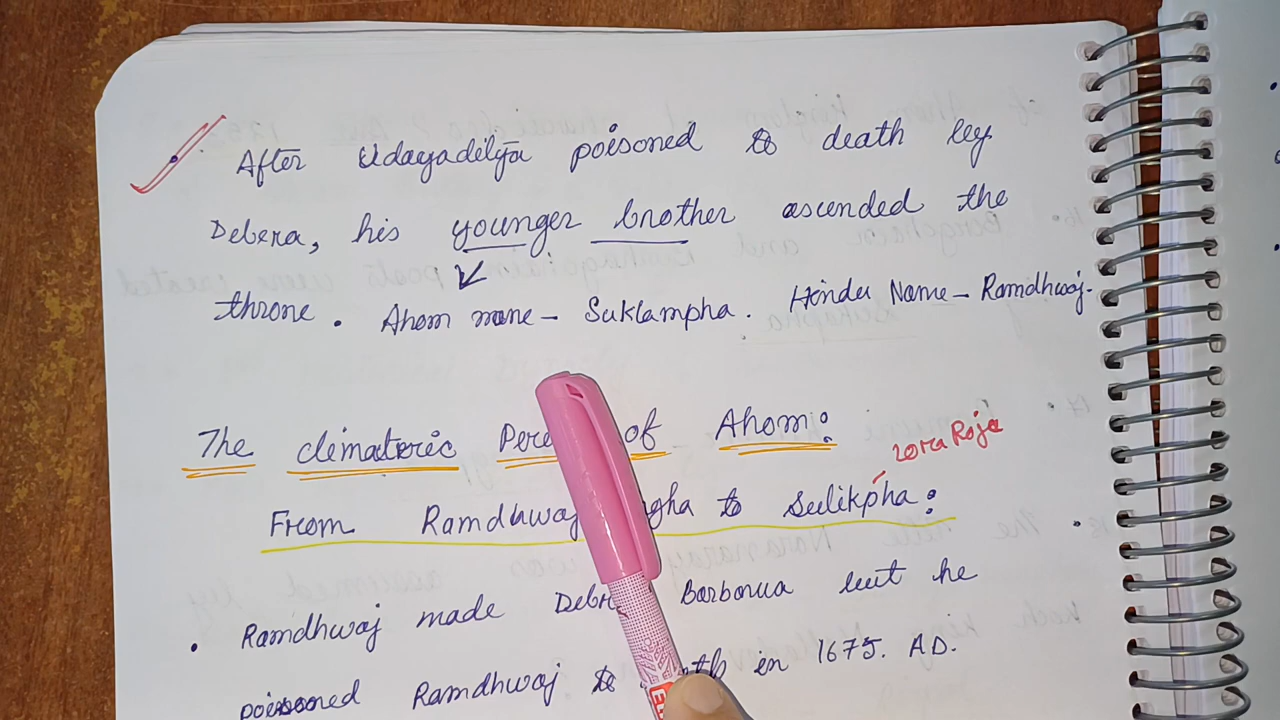 After Udayaditya poisoned to death by
Debera, his younger brother ascended the
throne. Ahom name - Suklampha. Hindu Name - Ramdhwaj.
The climateric of Ahom:
lora Roja
From Ramdhwaj to Sulikpha:
• Ramdhwaj made Barbarua but he
poisoned Ramdhwaj to in 1675. AD.